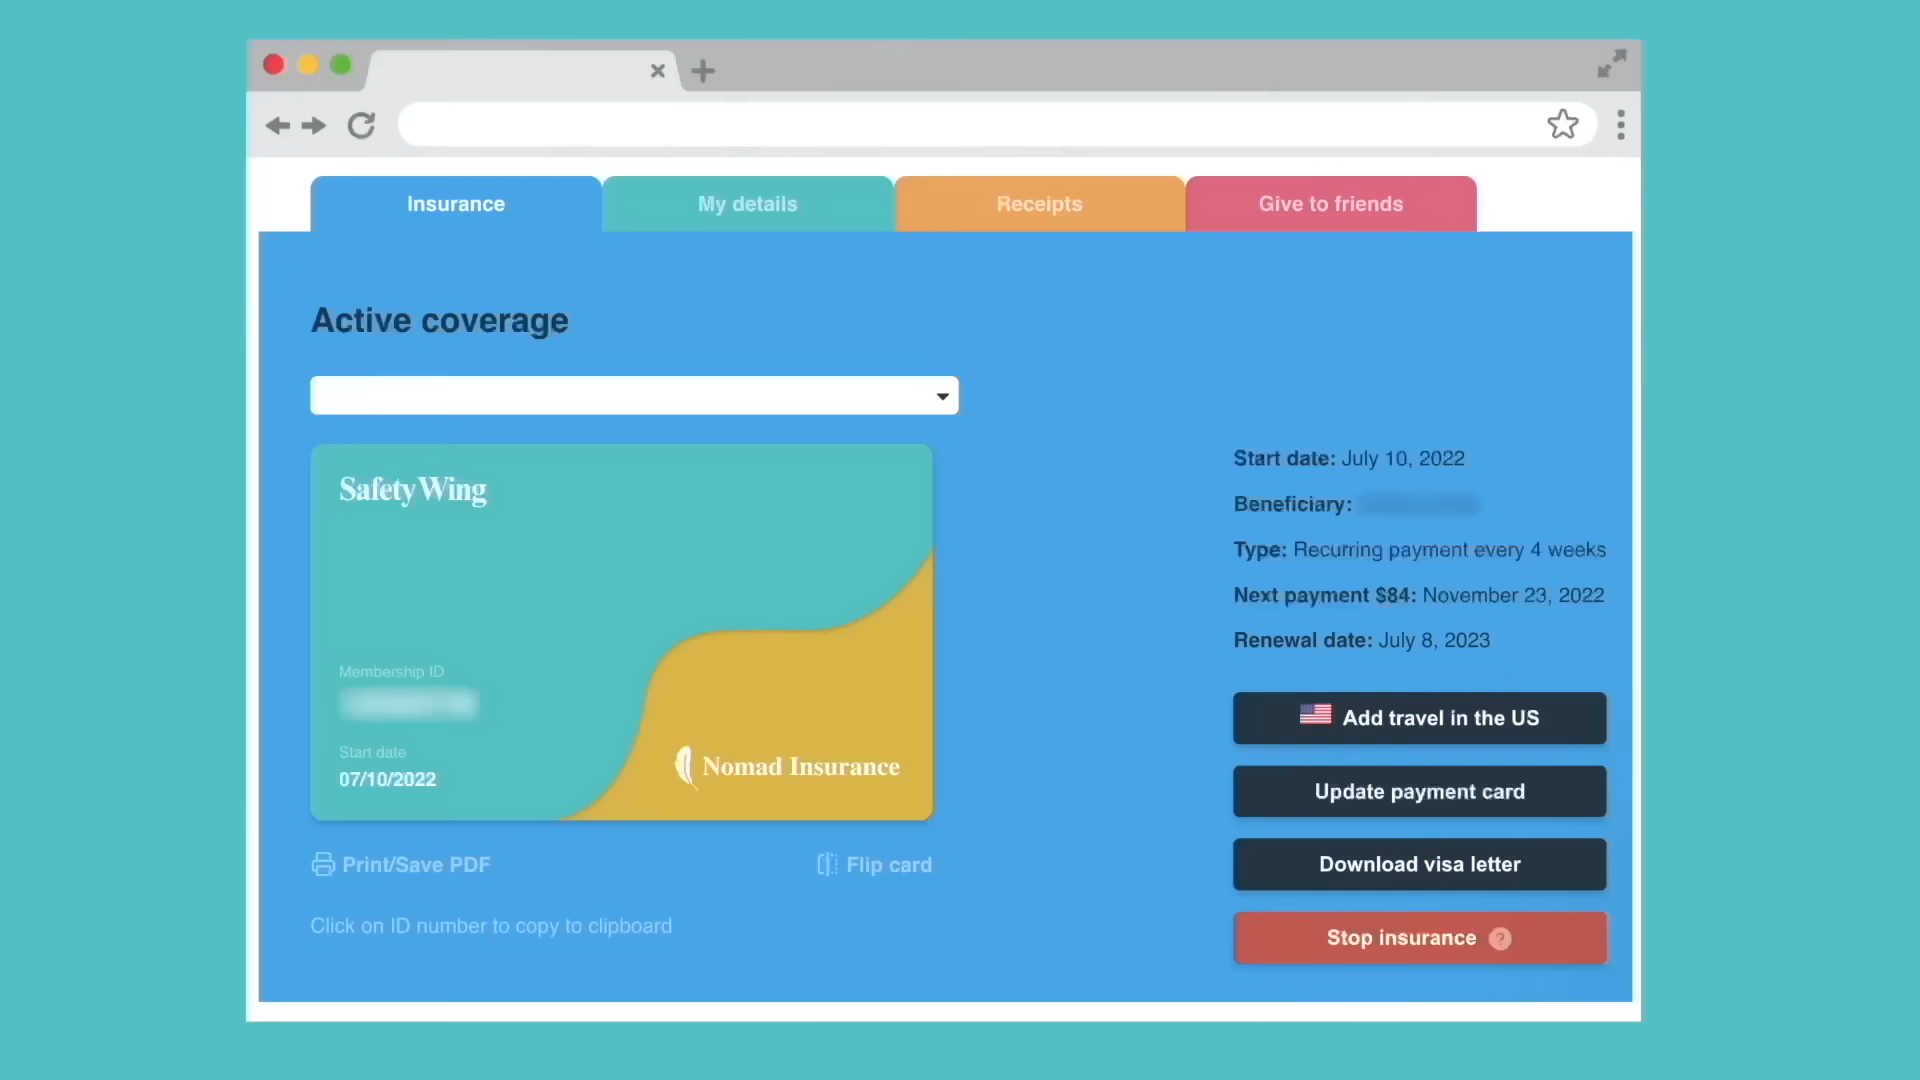 Insurance
My details
Receipts
Give to friends
Active coverage
SafetyWing
Membership ID
Start date
07/10/2022
Nomad Insurance
Print/Save PDF
Flip card
Click on ID number to copy to clipboard
Start date: July 10, 2022
Beneficiary:
Type: Recurring payment every 4 weeks
Next payment $84: November 23, 2022
Renewal date: July 8, 2023
Add travel in the US
Update payment card
Download visa letter
Stop insurance ?